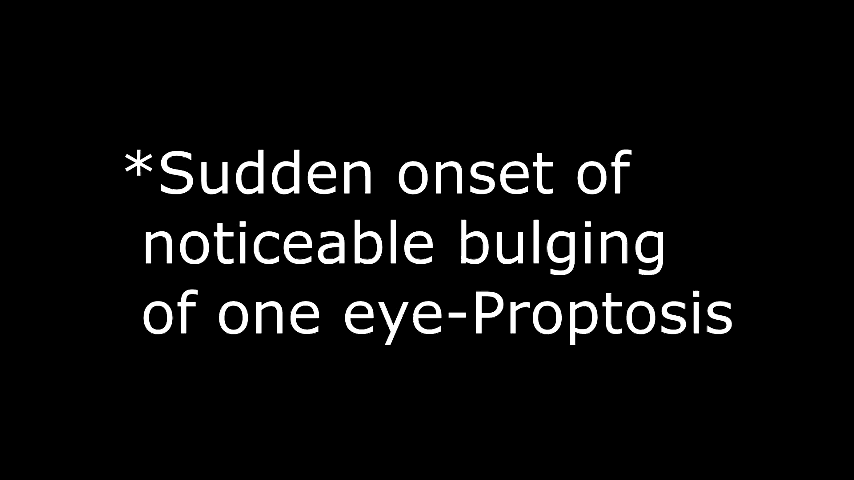 *Sudden onset of
noticeable bulging
of one eye-Proptosis